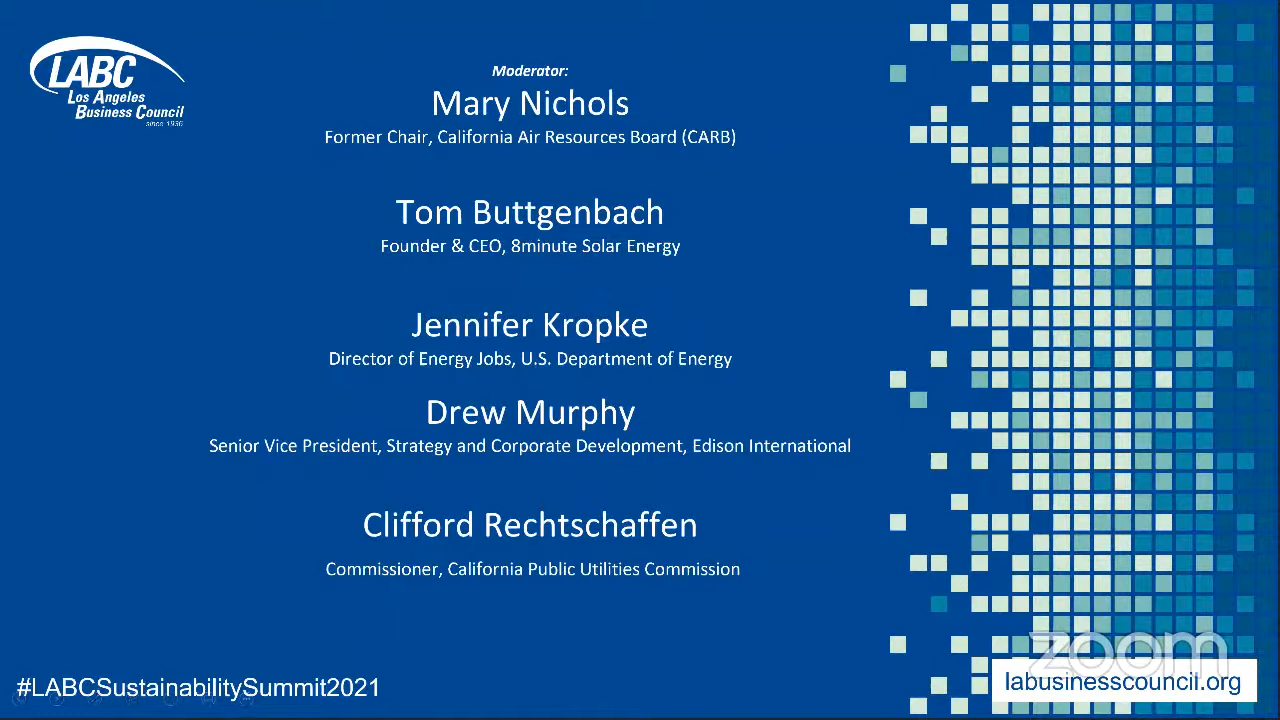 LABC
Los Angeles
Business Council
since 1936
Moderator:
Mary Nichols
Former Chair, California Air Resources Board (CARB)
Tom Buttgenbach
Founder & CEO, 8minute Solar Energy
Jennifer Kropke
Director of Energy Jobs, U.S. Department of Energy
Drew Murphy
Senior Vice President, Strategy and Corporate Development, Edison International
Clifford Rechtschaffen
Commissioner, California Public Utilities Commission
zoom
#LABCSustainabilitySummit2021
labusinesscouncil.org